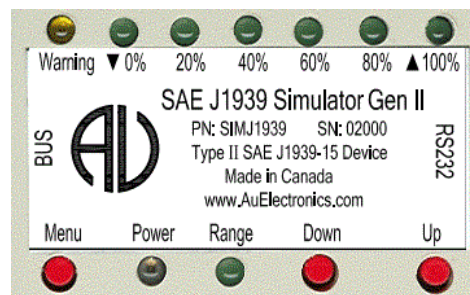 Warning ▼ 0% 20% 40% 60% 80% ▲ 100%
SAE J1939 Simulator Gen II
PN: SIMJ1939 SN: 02000
Type II SAE J1939-15 Device
Made in Canada
www.AuElectronics.com
BUS
AU
RS232
Menu Power Range Down Up